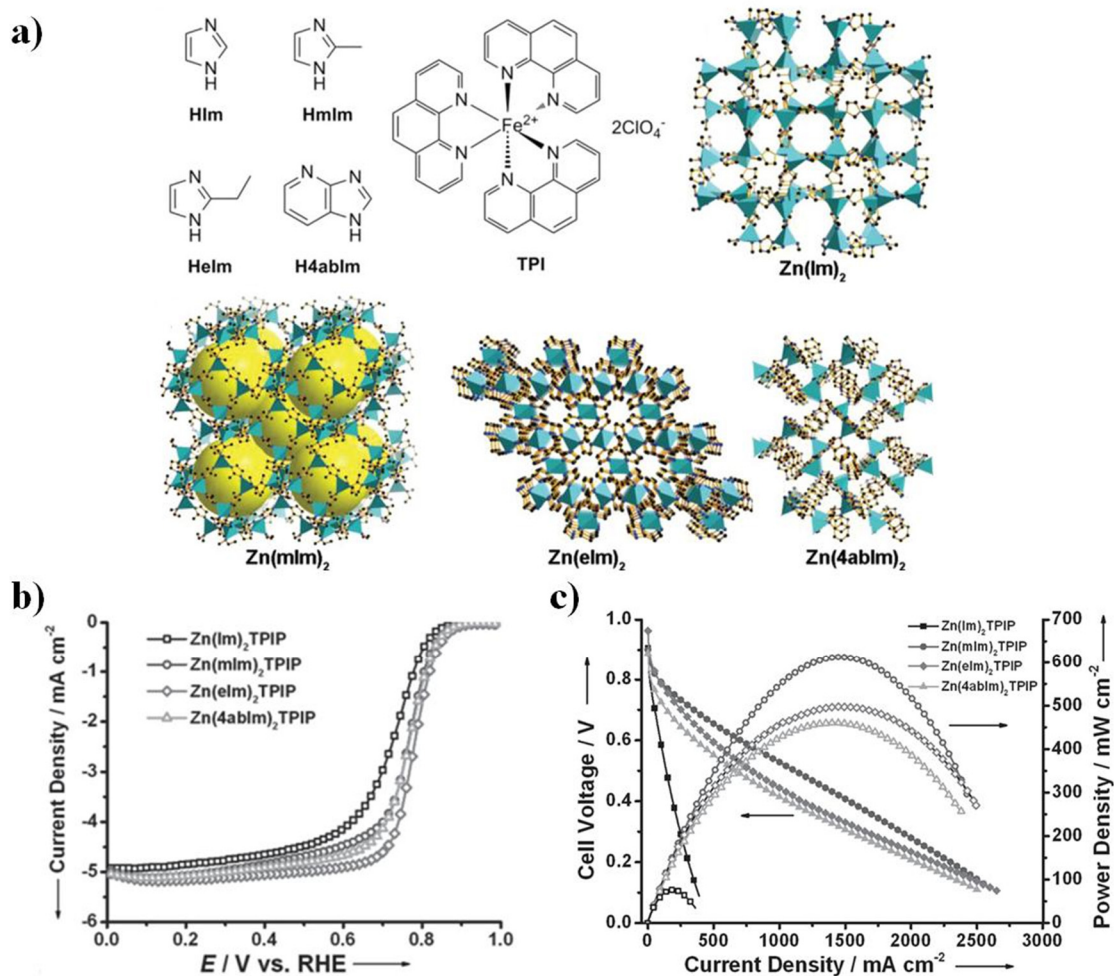 a)
N
NH
HIm
N
NH
HmIm
N
NH
HeIm
N
N
NH
H4abIm
N
N
N
N
N
N
Fe2+
2ClO4-
TPI
Zn(Im)2
Zn(mIm)2
Zn(eIm)2
Zn(4abIm)2
b)
Current Density / mA cm-2
0
-1
-2
-3
-4
-5
-6
Zn(Im)2TPIP
Zn(mIm)2TPIP
Zn(eIm)2TPIP
Zn(4abIm)2TPIP
0.0 0.2 0.4 0.6 0.8 1.0
E / V vs. RHE
c)
Cell Voltage / V
1.0
0.8
0.6
0.4
0.2
0.0
Zn(Im)2TPIP
Zn(mIm)2TPIP
Zn(eIm)2TPIP
Zn(4abIm)2TPIP
700
600
500
400
300
200
100
0
Power Density / mW cm-2
0 500 1000 1500 2000 2500 3000
Current Density / mA cm-2